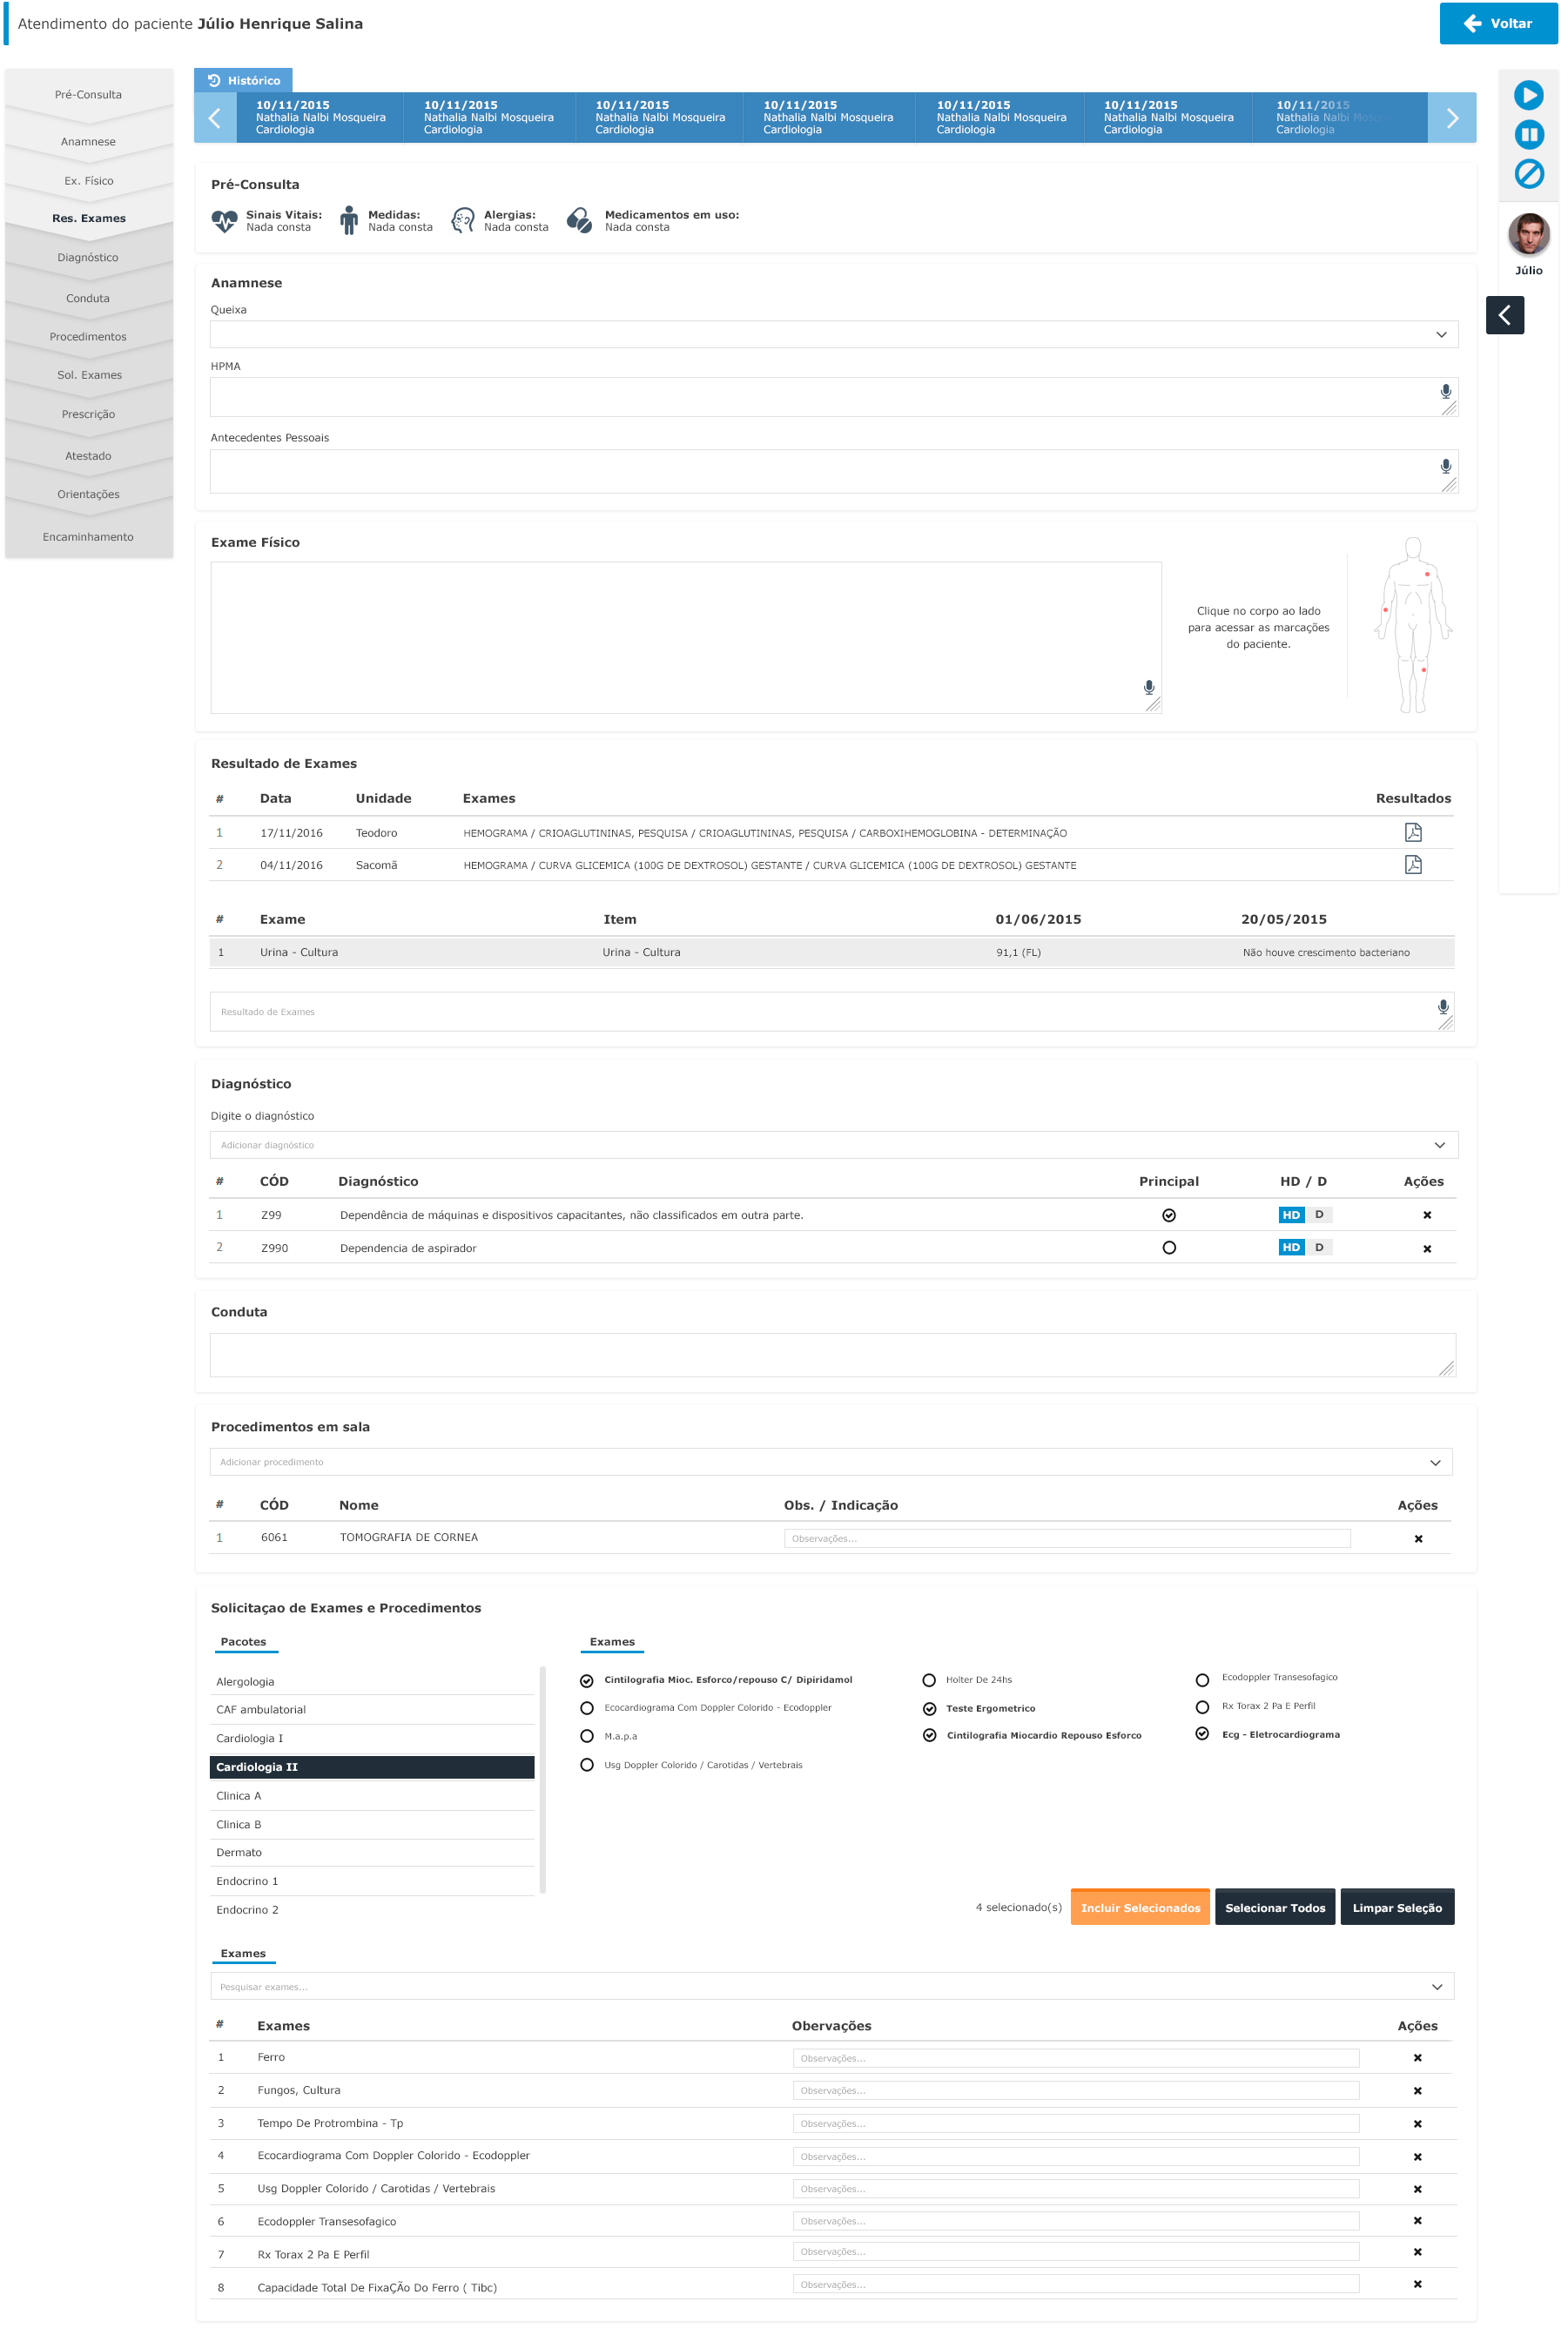 Atendimento do paciente Júlio Henrique Salina
Voltar
Pré-Consulta
Anamnese
Ex. Físico
Res. Exames
Diagnóstico
Conduta
Procedimentos
Sol. Exames
Prescrição
Atestado
Orientações
Encaminhamento
Histórico
10/11/2015 10/11/2015 10/11/2015 10/11/2015 10/11/2015 10/11/2015 10/11/2015
Nathalia Nalbi Mosqueira Nathalia Nalbi Mosqueira Nathalia Nalbi Mosqueira Nathalia Nalbi Mosqueira Nathalia Nalbi Mosqueira Nathalia Nalbi Mosqueira Nathalia Nalbi
Cardiologia Cardiologia Cardiologia Cardiologia Cardiologia Cardiologia Cardiologia
Júlio
Pré-Consulta
Sinais Vitais: Medidas: Alergias: Medicamentos em uso:
Nada consta Nada consta Nada consta Nada consta
Anamnese
Queixa
HPMA
Antecedentes Pessoais
Exame Físico
Clique no corpo ao lado
para acessar as marcações
do paciente.
Resultado de Exames
# Data Unidade Exames Resultados
1 17/11/2016 Teodoro HEMOGRAMA / CRIOAGLUTININAS, PESQUISA / CRIOAGLUTININAS, PESQUISA / CARBOXIHEMOGLOBINA - DETERMINAÇÃO
2 04/11/2016 Sacomã HEMOGRAMA / CURVA GLICEMICA (100G DE DEXTROSOL) GESTANTE / CURVA GLICEMICA (100G DE DEXTROSOL) GESTANTE
# Exame Item 01/06/2015 20/05/2015
1 Urina - Cultura Urina - Cultura 91,1 (FL) Não houve crescimento bacteriano
Resultado de Exames
Diagnóstico
Digite o diagnóstico
Adicionar diagnóstico
# CÓD Diagnóstico Principal HD / D Ações
1 Z99 Dependência de máquinas e dispositivos capacitantes, não classificados em outra parte. HD D
2 Z990 Dependencia de aspirador HD D
Conduta
Procedimentos em sala
Adicionar procedimento
# CÓD Nome Obs. / Indicação Ações
1 6061 TOMOGRAFIA DE CORNEA Observações...
Solicitaçao de Exames e Procedimentos
Pacotes
Alergologia
CAF ambulatorial
Cardiologia I
Cardiologia II
Clinica A
Clinica B
Dermato
Endocrino 1
Endocrino 2
Exames
Cintilografia Mioc. Esforco/repouso C/ Dipiridamol Holter De 24hs Ecodoppler Transesofagico
Ecocardiograma Com Doppler Colorido - Ecodoppler Teste Ergometrico Rx Torax 2 Pa E Perfil
M.a.p.a Cintilografia Miocardio Repouso Esforco Ecg - Eletrocardiograma
Usg Doppler Colorido / Carotidas / Vertebrais
4 selecionado(s) Incluir Selecionados Selecionar Todos Limpar Seleção
Exames
Pesquisar exames...
# Exames Obervações Ações
1 Ferro Observações...
2 Fungos, Cultura Observações...
3 Tempo De Protrombina - Tp Observações...
4 Ecocardiograma Com Doppler Colorido - Ecodoppler Observações...
5 Usg Doppler Colorido / Carotidas / Vertebrais Observações...
6 Ecodoppler Transesofagico Observações...
7 Rx Torax 2 Pa E Perfil Observações...
8 Capacidade Total De FixaÇÃo Do Ferro ( Tibc) Observações...